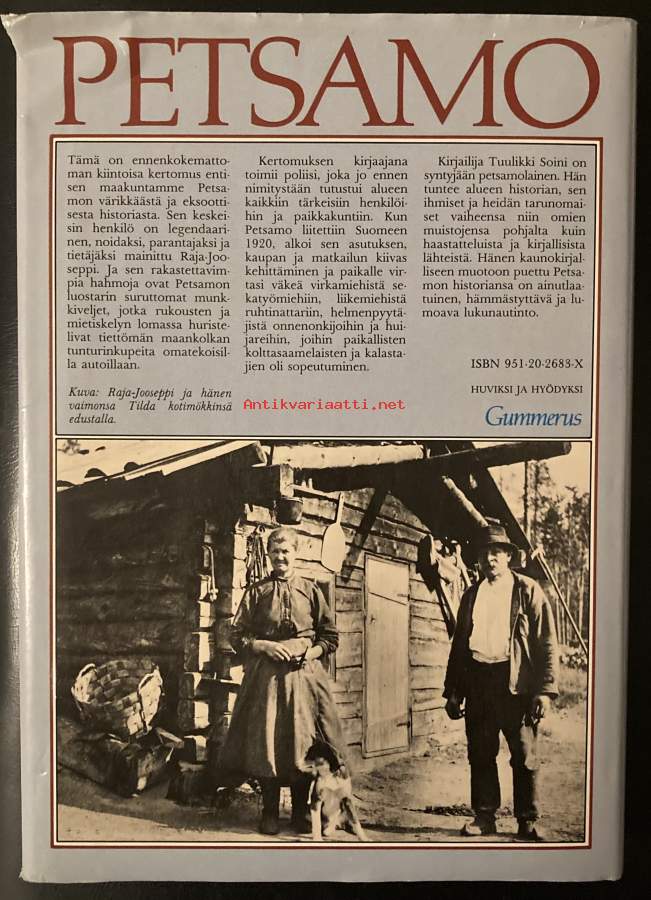 PETSAMO
Tämä on ennenkokematto-
man kiintoisa kertomus enti-
sen maakuntamme Petsa-
mon värikkäästä ja eksootti-
sesta historiasta. Sen keskei-
sin henkilö on legendaari-
nen, noidaksi, parantajaksi ja
tietäjäksi mainittu Raja-Joo-
seppi. Ja sen rakastettavim-
pia hahmoja ovat Petsamon
luostarin suruttomat munk-
kiveljet, jotka rukousten ja
mietiskelyn lomassa huriste-
livat tiettömän maankolkan
tunturinkupeita omatekoisil-
la autoillaan.
Kuva: Raja-Jooseppi ja hänen
vaimonsa Tilda kotimökkinsä
edustalla.
Kertomuksen kirjaajana
toimii poliisi, joka jo ennen
nimitystään tutustui alueen
kaikkiin tärkeisiin henkilöi-
hin ja paikkakuntiin. Kun
Petsamo liitettiin Suomeen
1920, alkoi sen asutuksen,
kaupan ja matkailun kiivas
kehittäminen ja paikalle vir-
tasi väkeä virkamiehistä se-
katyömiehiin, liikemiehistä
ruhtinattariin, helmenpyytä-
jistä onnenonkijoihin ja hui-
jareihin, joihin paikallisten
kolttasaamelaisten ja kalasta-
jien oli sopeutuminen.
Kirjailija Tuulikki Soini on
syntyjään petsamolainen. Hän
tuntee alueen historian, sen
ihmiset ja heidän tarunomai-
set vaiheensa niin omien
muistojensa pohjalta kuin
haastatteluista ja kirjallisista
lähteistä. Hänen kaunokirjal-
liseen muotoon puettu Petsa-
mon historiansa on ainutlaa-
tuinen, hämmästyttävä ja lu-
moava lukunautinto.
ISBN 951-20-2683-X
HUVIKSI JA HYÖDYKSI
Gummerus
Antikvariaatti.net